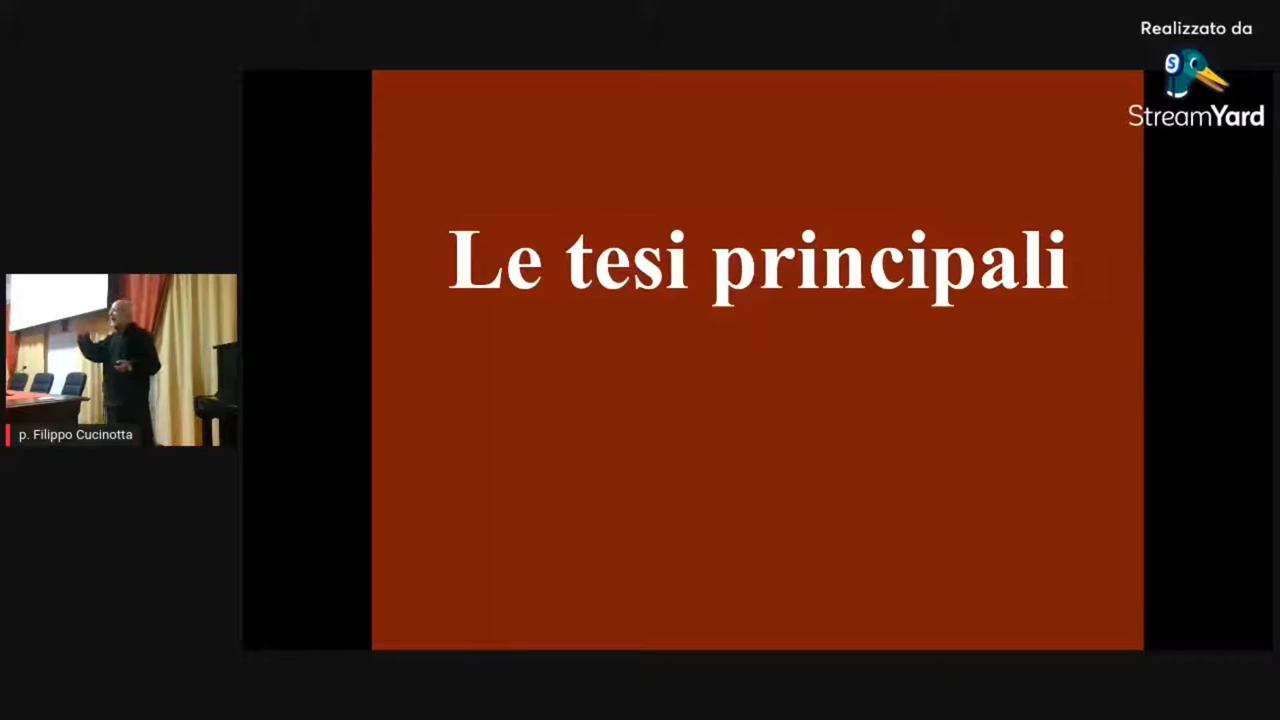 Realizzato da
S
StreamYard
Le tesi principali
p. Filippo Cucinotta